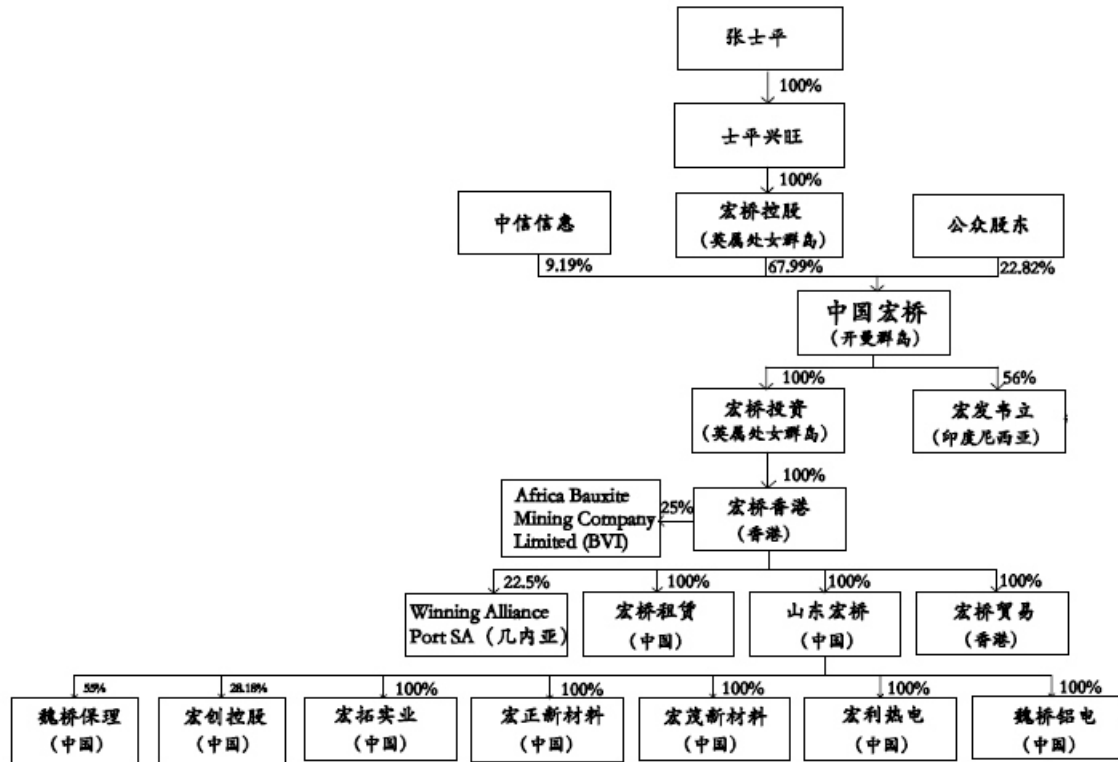 张士平
100%
士平兴旺
100%
中信信息
宏桥控股
(英属处女群岛)
公众股东
9.19%
67.99%
22.82%
中国宏桥
(开曼群岛)
100%
56%
宏桥投资
(英属处女群岛)
宏发韦立
(印度尼西亚)
100%
Africa Bauxite
Mining Company
Limited (BVI)
25%
宏桥香港
(香港)
22.5%
100%
100%
100%
Winning Alliance
Port SA（几内亚）
宏桥租赁
(中国)
山东宏桥
(中国)
宏桥贸易
(香港)
55%
28.18%
100%
100%
100%
100%
100%
魏桥保理
(中国)
宏创控股
(中国)
宏拓实业
(中国)
宏正新材料
(中国)
宏茂新材料
(中国)
宏利热电
(中国)
魏桥铝电
(中国)